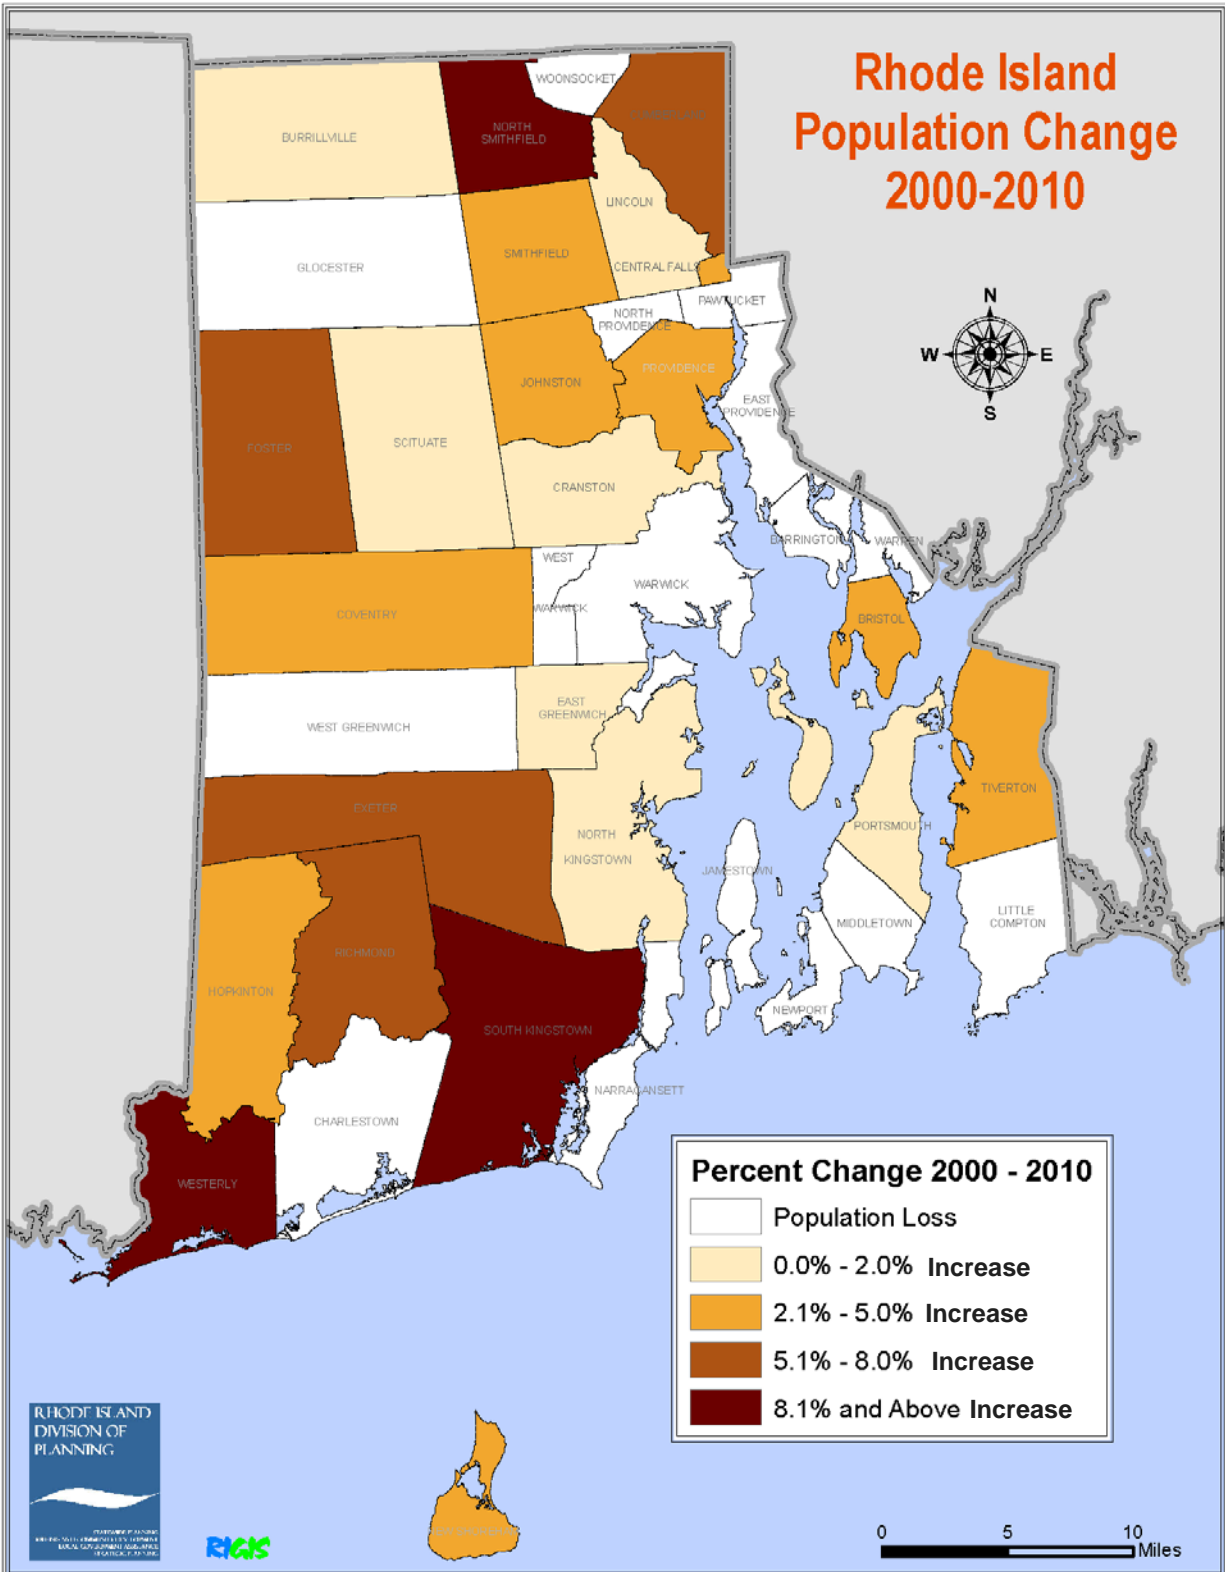 Rhode Island
Population Change
2000-2010
WOONSOCKET
CUMBERLAND
BURRILLVILLE
NORTH
SMITHFIELD
LINCOLN
SMITHFIELD
CENTRAL FALLS
GLOCESTER
PAWTUCKET
NORTH
PROVIDENCE
N
W
E
S
PROVIDENCE
JOHNSTON
EAST
PROVIDENCE
FOSTER
SCITUATE
CRANSTON
BARRINGTON
WARREN
WEST
WARWICK
WARWICK
COVENTRY
BRISTOL
EAST
GREENWICH
WEST GREENWICH
TIVERTON
EXETER
PORTSMOUTH
NORTH
KINGSTOWN
JAMESTOWN
LITTLE
COMPTON
MIDDLETOWN
RICHMOND
HOPKINTON
NEWPORT
SOUTH KINGSTOWN
NARRAGANSETT
CHARLESTOWN
WESTERLY
Percent Change 2000 - 2010
Population Loss
0.0% - 2.0% Increase
2.1% - 5.0% Increase
5.1% - 8.0% Increase
8.1% and Above Increase
RHODE ISLAND
DIVISION OF
PLANNING
RIGIS
0 5 10
Miles